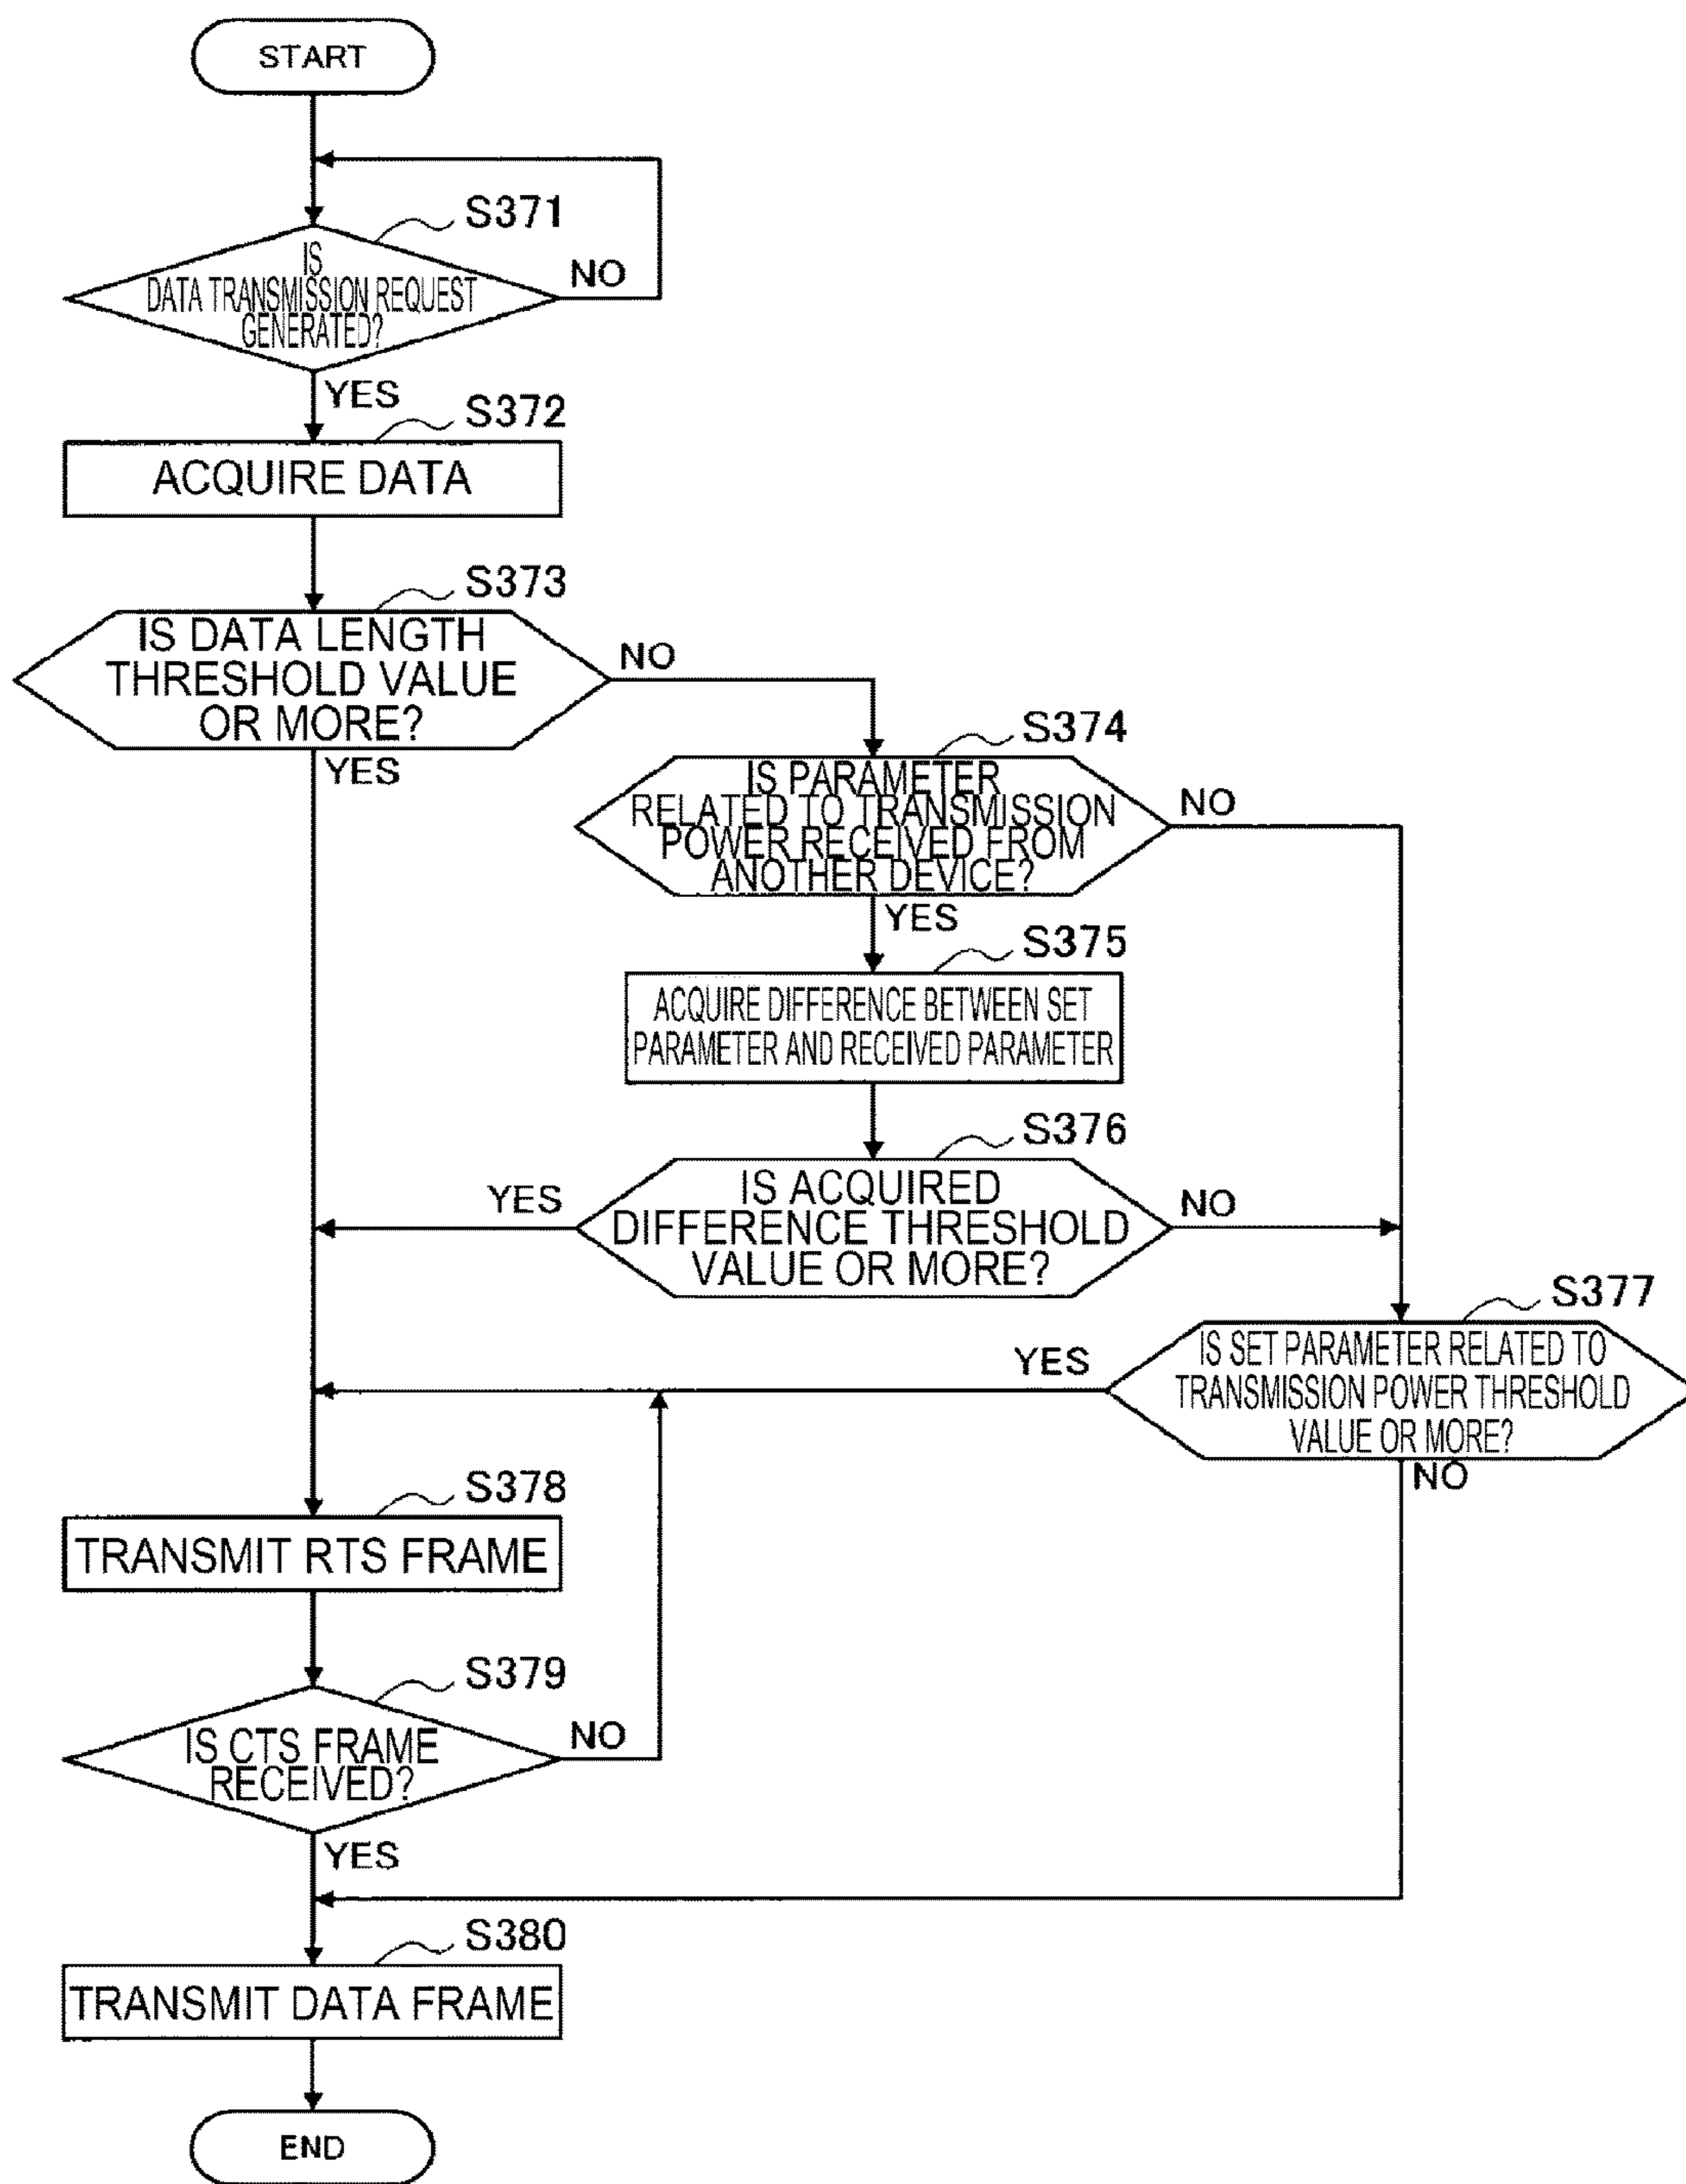 START
S371
IS
DATA TRANSMISSION REQUEST
GENERATED?
NO
YES
S372
ACQUIRE DATA
S373
IS DATA LENGTH
THRESHOLD VALUE
OR MORE?
NO
YES
S374
IS PARAMETER
RELATED TO TRANSMISSION
POWER RECEIVED FROM
ANOTHER DEVICE?
NO
YES
S375
ACQUIRE DIFFERENCE BETWEEN SET
PARAMETER AND RECEIVED PARAMETER
S376
IS ACQUIRED
DIFFERENCE THRESHOLD
VALUE OR MORE?
YES
NO
S377
IS SET PARAMETER RELATED TO
TRANSMISSION POWER THRESHOLD
VALUE OR MORE?
YES
NO
S378
TRANSMIT RTS FRAME
S379
IS CTS FRAME
RECEIVED?
NO
YES
S380
TRANSMIT DATA FRAME
END